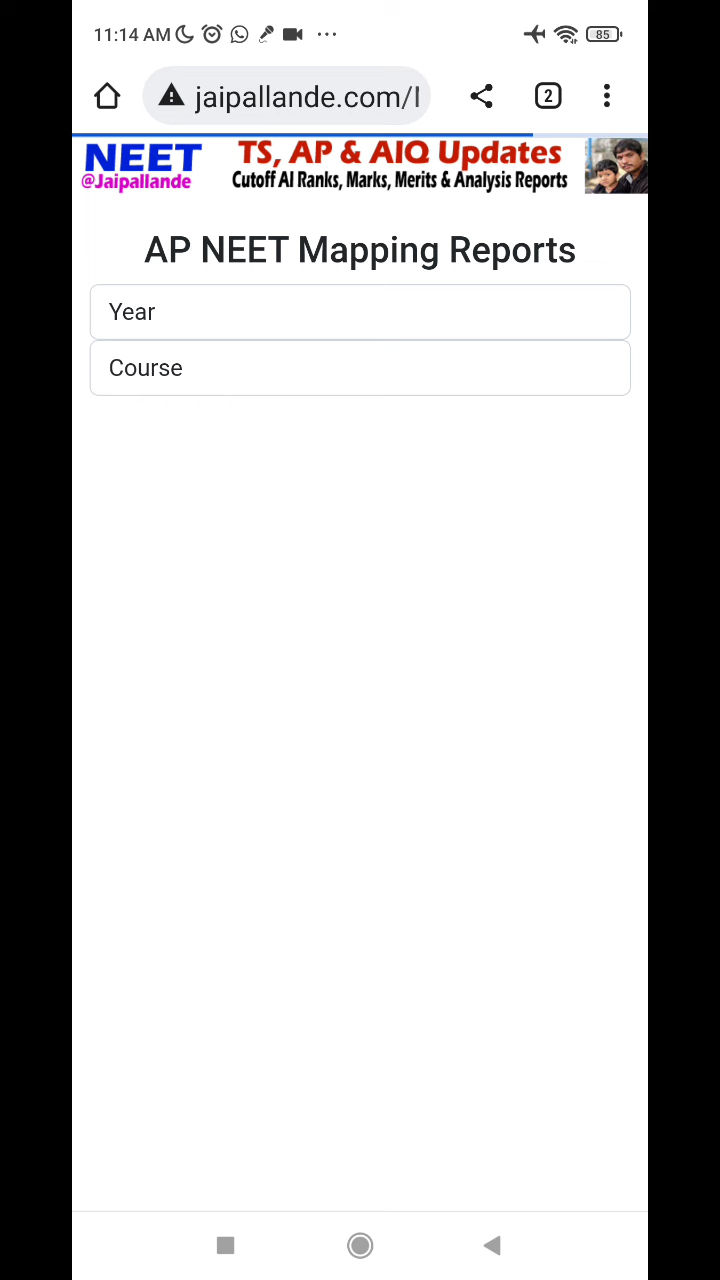 11:14 AM
85
jaipallande.com/
2
NEET
@Jaipallande
TS, AP & AIQ Updates
Cutoff AI Ranks, Marks, Merits & Analysis Reports
AP NEET Mapping Reports
Year
Course